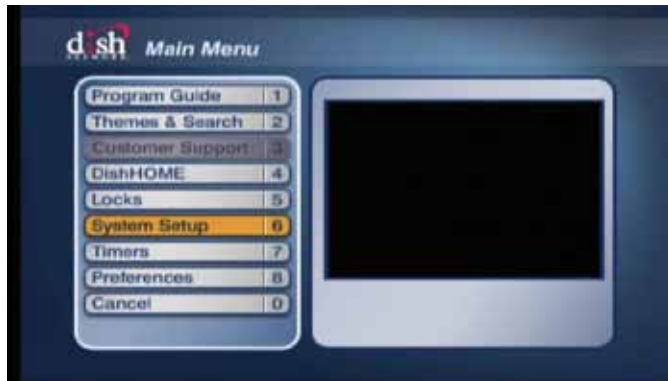 dish
NETWORK
Main Menu
Program Guide 1
Themes & Search 2
Customer Support 3
DishHOME 4
Locks 5
System Setup 6
Timers 7
Preferences 8
Cancel 0